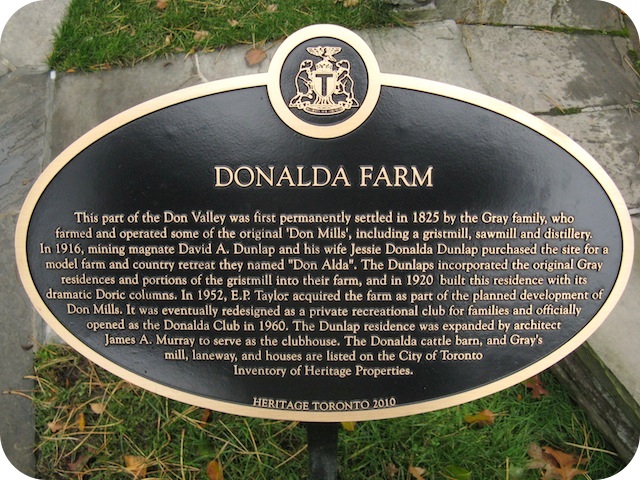 DONALDA FARM
This part of the Don Valley was first permanently settled in 1825 by the Gray family, who
farmed and operated some of the original 'Don Mills', including a gristmill, sawmill and distillery.
In 1916, mining magnate David A. Dunlap and his wife Jessie Donalda Dunlap purchased the site for a
model farm and country retreat they named "Don Alda". The Dunlaps incorporated the original Gray
residences and portions of the gristmill into their farm, and in 1920 built this residence with its
dramatic Doric columns. In 1952, E.P. Taylor acquired the farm as part of the planned development of
Don Mills. It was eventually redesigned as a private recreational club for families and officially
opened as the Donalda Club in 1960. The Dunlap residence was expanded by architect
James A. Murray to serve as the clubhouse. The Donalda cattle barn, and Gray's
mill, laneway, and houses are listed on the City of Toronto
Inventory of Heritage Properties.
HERITAGE TORONTO 2010